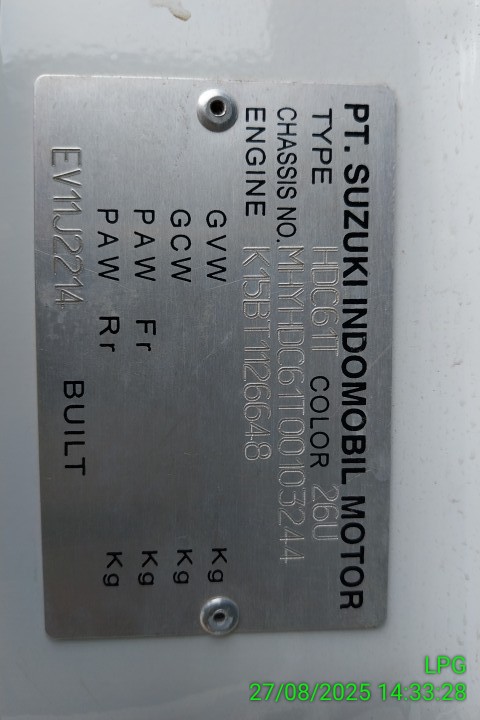 PT. SUZUKI INDOMOBIL MOTOR
TYPE HDC61T COLOR 26U
CHASSIS NO. MHYHDC61T00103244
ENGINE K15BT1126648
GVW Kg
GCW Kg
PAW Fr Kg
PAW Rr Kg
BUILT
EV11J2214
LPG
27/08/2025 14:33:28